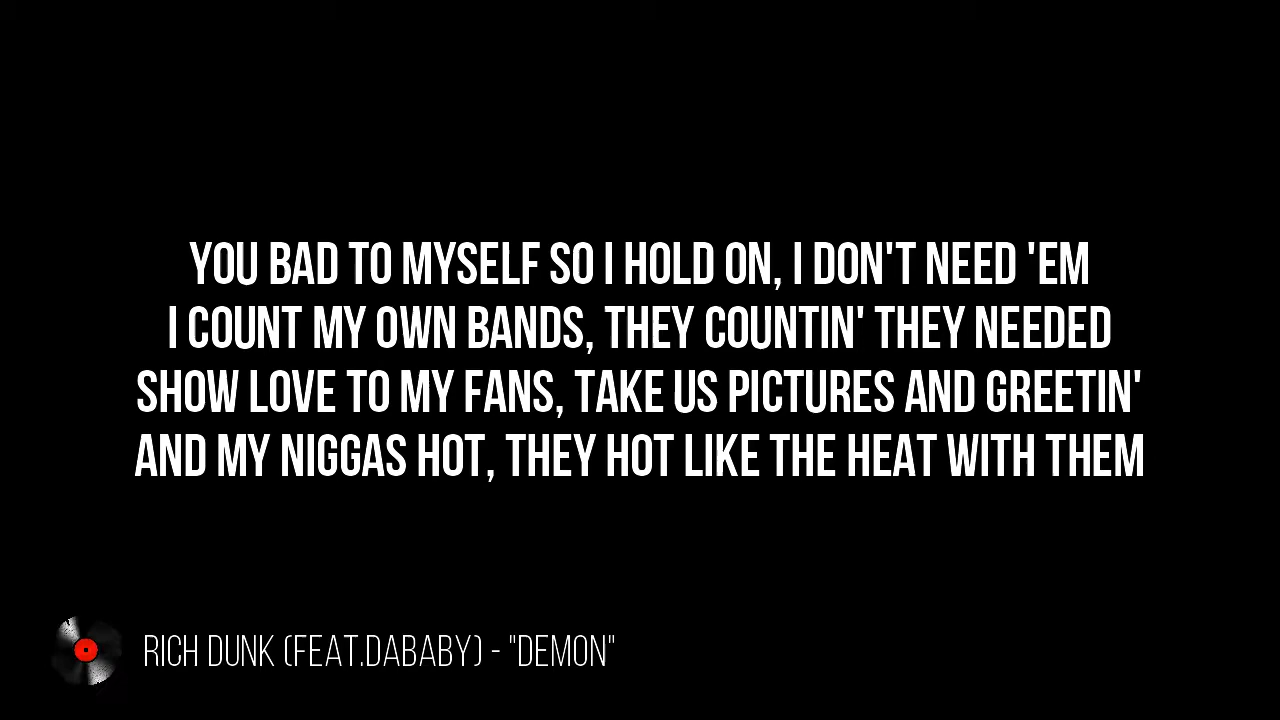 YOU BAD TO MYSELF SO I HOLD ON, I DON'T NEED 'EM
I COUNT MY OWN BANDS, THEY COUNTIN' THEY NEEDED
SHOW LOVE TO MY FANS, TAKE US PICTURES AND GREETIN'
AND MY NIGGAS HOT, THEY HOT LIKE THE HEAT WITH THEM
RICH DUNK (FEAT.DABABY) - "DEMON"